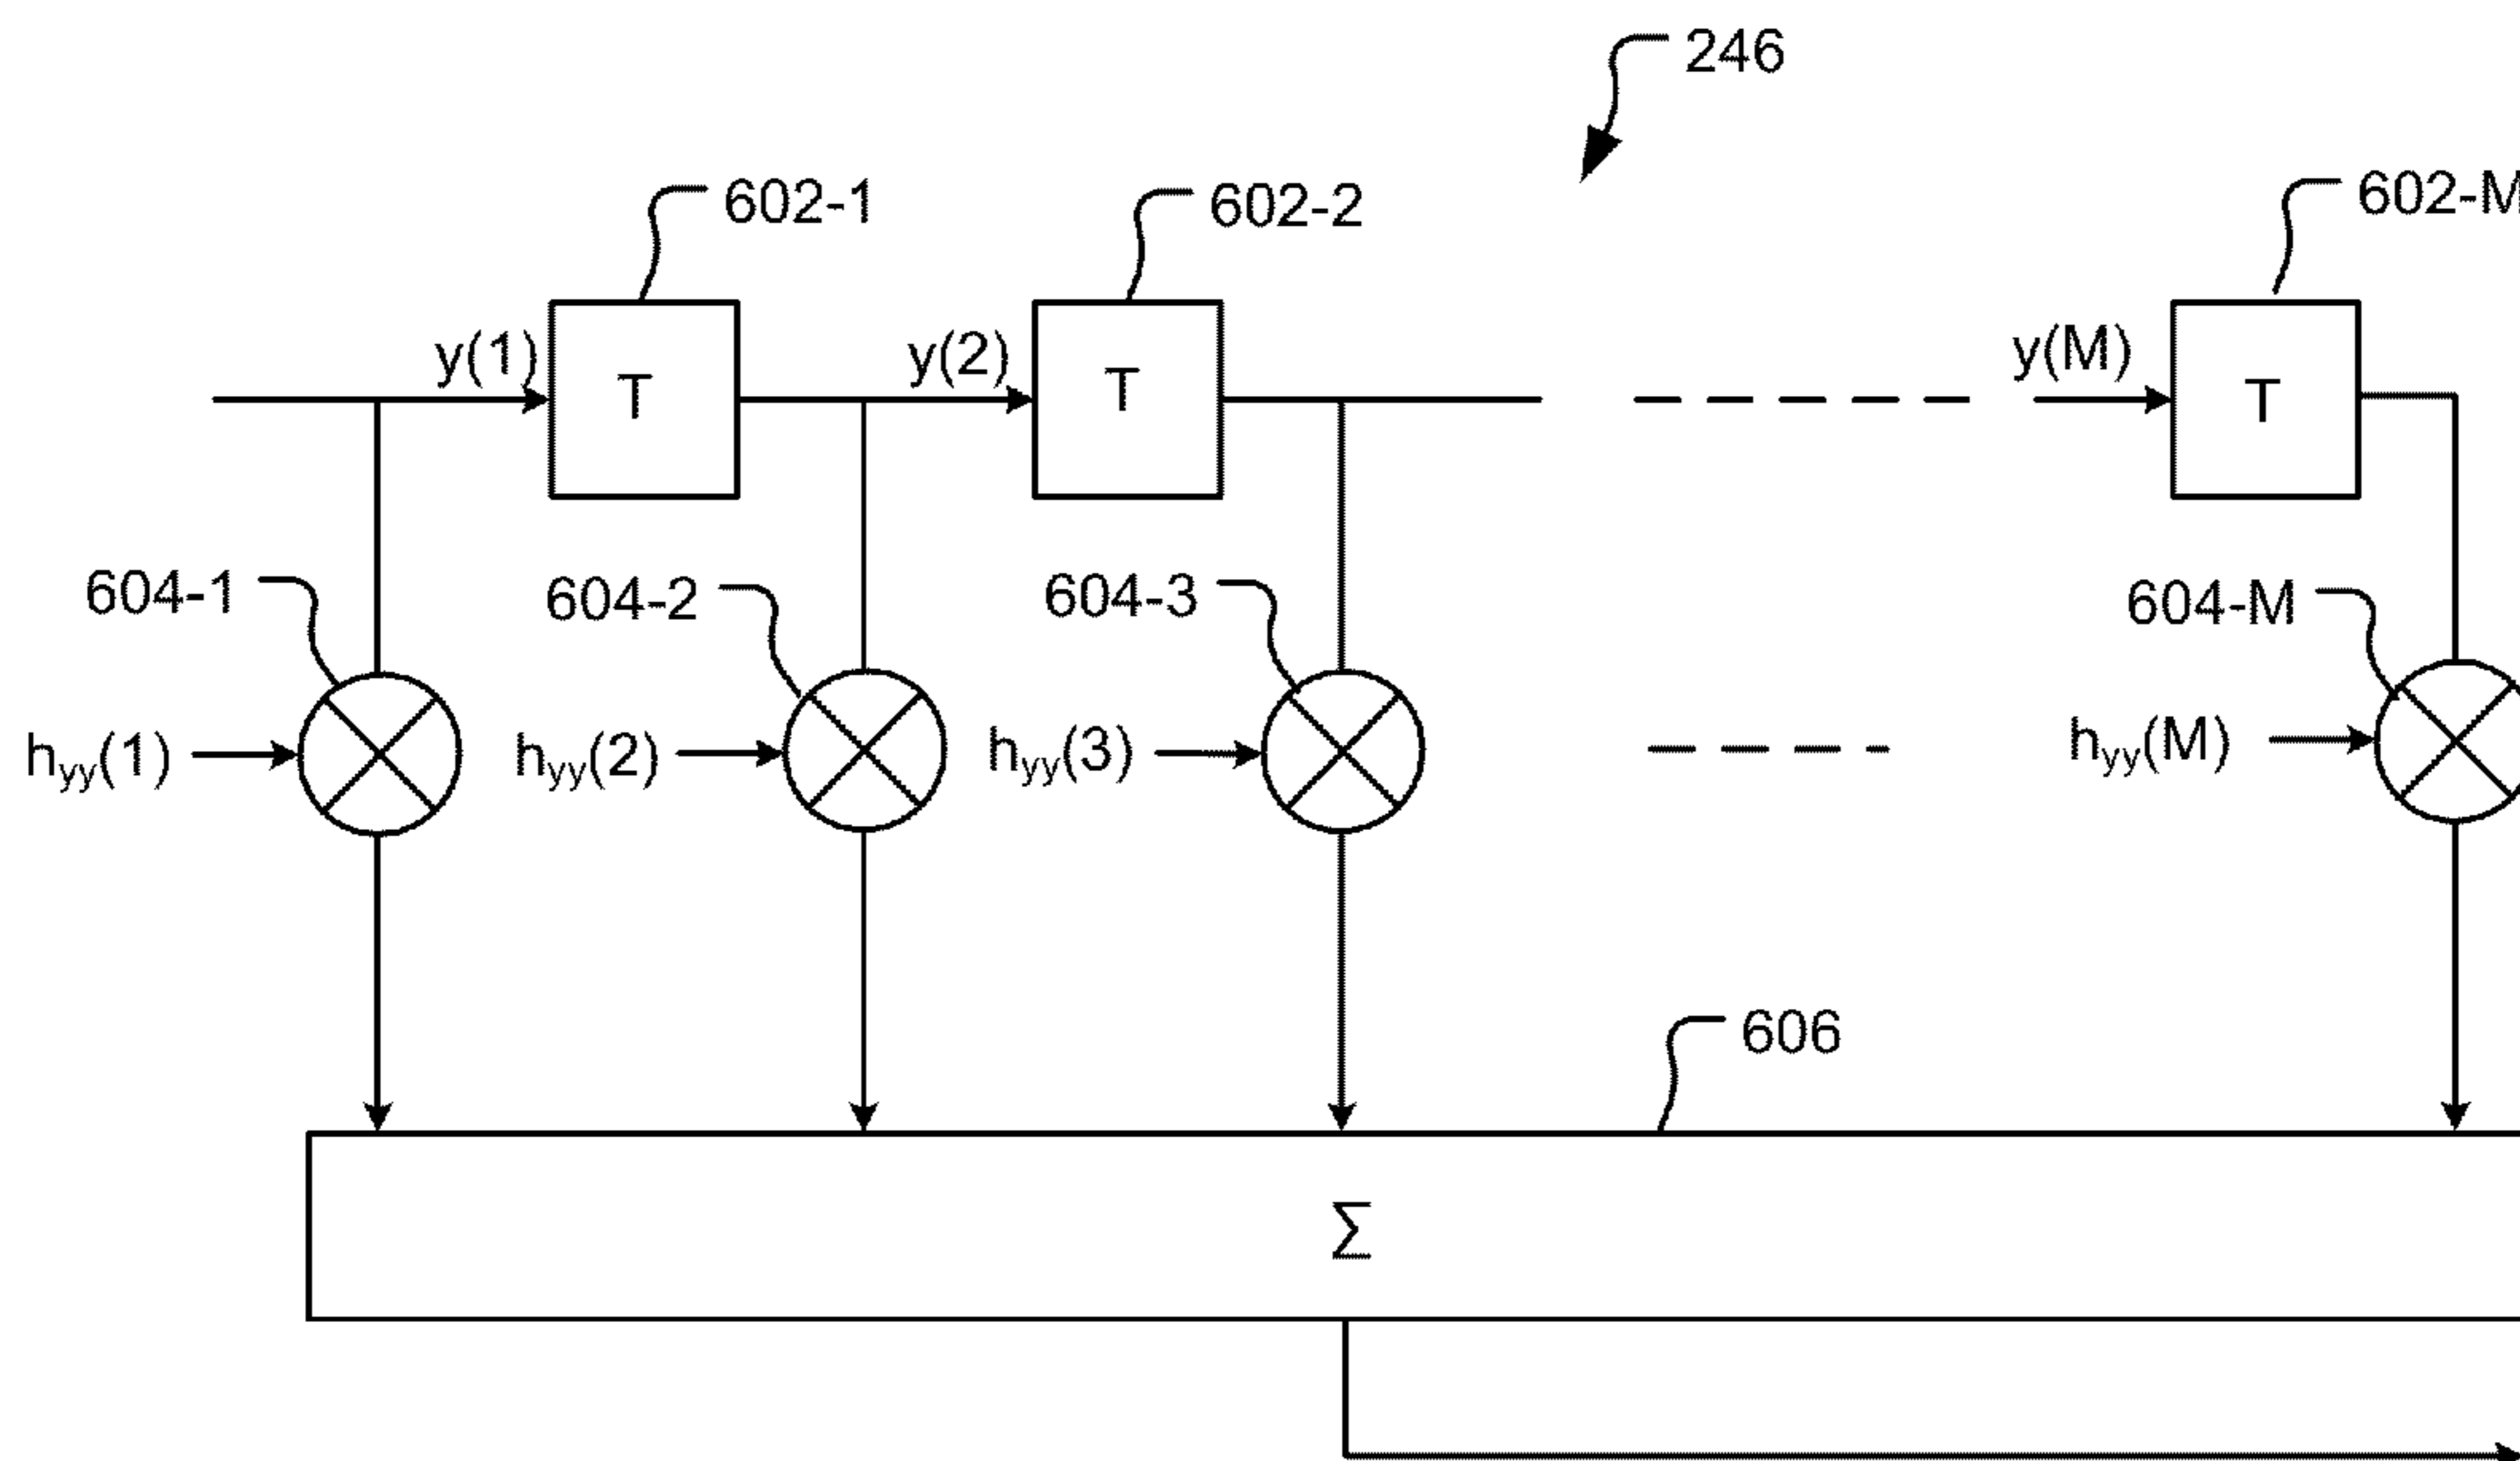 246
602-1
602-2
602-M
y(1)
T
y(2)
T
y(M)
T
604-1
604-2
604-3
604-M
hyy(1)
hyy(2)
hyy(3)
hyy(M)
606
Σ